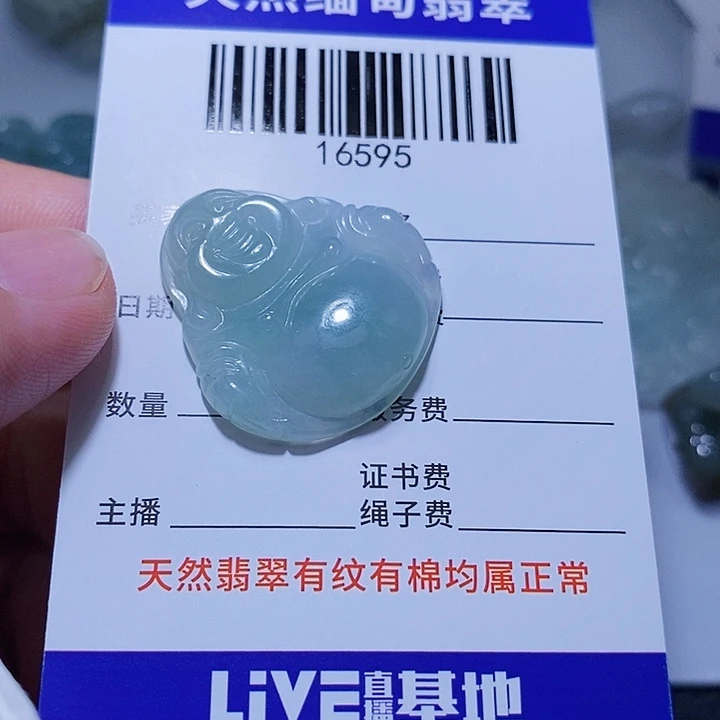 天然缅甸翡翠
16595
日期
数量
务费
证书费
主播
绳子费
天然翡翠有纹有棉均属正常
LiVE直播基地